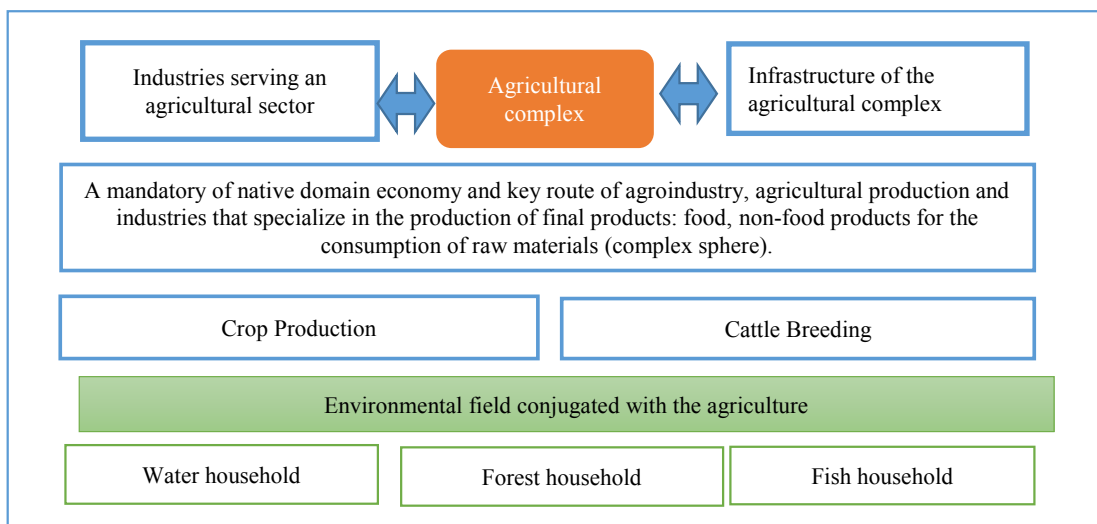 Industries serving an
agricultural sector
Agricultural
complex
Infrastructure of the
agricultural complex
A mandatory of native domain economy and key route of agroindustry, agricultural production and
industries that specialize in the production of final products: food, non-food products for the
consumption of raw materials (complex sphere).
Crop Production
Cattle Breeding
Environmental field conjugated with the agriculture
Water household
Forest household
Fish household